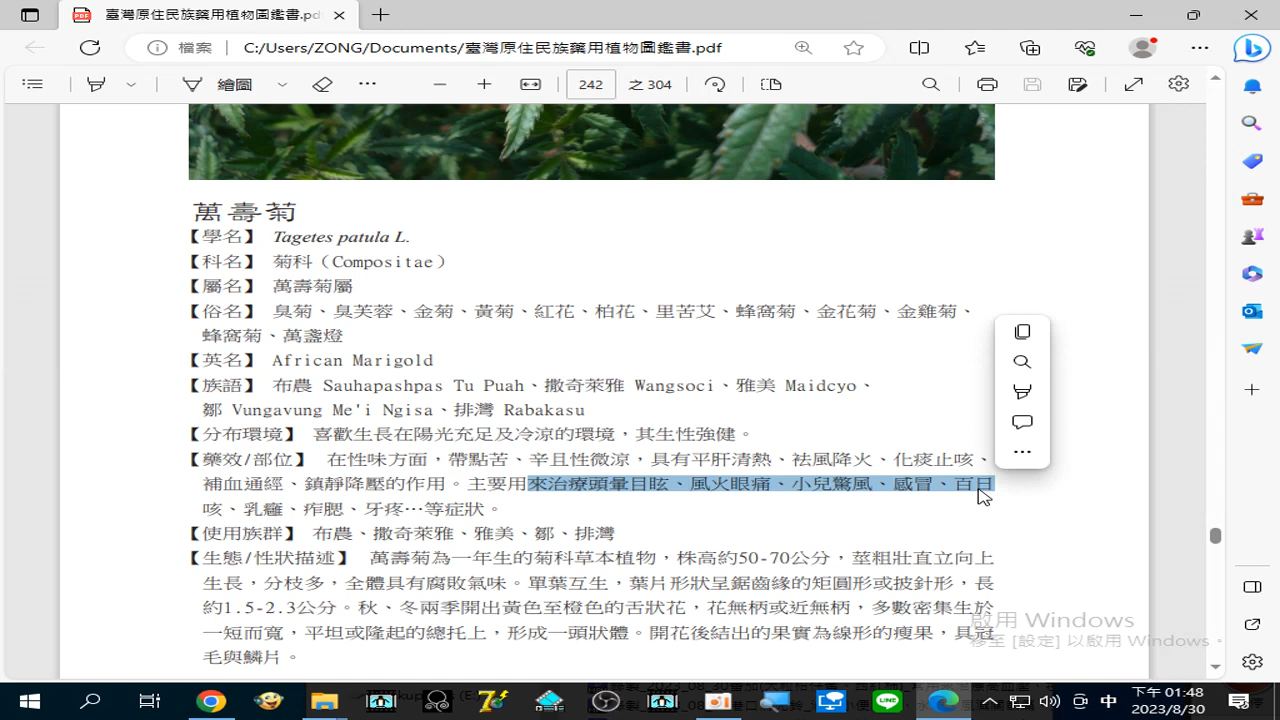 臺灣原住民族藥用植物圖鑑書.pdf
檔案
C:/Users/ZONG/Documents/臺灣原住民族藥用植物圖鑑書.pdf
繪圖
242
之 304
萬壽菊
【學名】 Tagetes patula L.
【科名】 菊科（Compositae）
【屬名】 萬壽菊屬
【俗名】 臭菊、臭芙蓉、金菊、黃菊、紅花、柏花、里苦艾、蜂窩菊、金花菊、金雞菊、
蜂窩菊、萬盞燈
【英名】 African Marigold
【族語】 布農 Sauhapashpas Tu Puah、撒奇萊雅 Wangsoci、雅美 Maidcyo、
鄒 Vungavung Me'i Ngisa、排灣 Rabakasu
【分布環境】 喜歡生長在陽光充足及冷涼的環境，其生性強健。
【藥效/部位】 在性味方面，帶點苦、辛且性微涼，具有平肝清熱、袪風降火、化痰止咳、
補血通經、鎮靜降壓的作用。主要用來治療頭暈目眩、風火眼痛、小兒驚風、感冒、百日
咳、乳癰、痄腮、牙疼…等症狀。
【使用族群】 布農、撒奇萊雅、雅美、鄒、排灣
【生態/性狀描述】 萬壽菊為一年生的菊科草本植物，株高約50-70公分，莖粗壯直立向上
生長，分枝多，全體具有腐敗氣味。單葉互生，葉片形狀呈鋸齒緣的矩圓形或披針形，長
約1.5-2.3公分。秋、冬兩季開出黃色至橙色的舌狀花，花無柄或近無柄，多數密集生於
一短而寬，平坦或隆起的總托上，形成一頭狀體。開花後結出的果實為線形的瘦果，具冠
毛與鱗片。
啟用 Windows
移至 [設定] 以啟用 Windows。
LINE
中
下午 01:48
2023/8/30